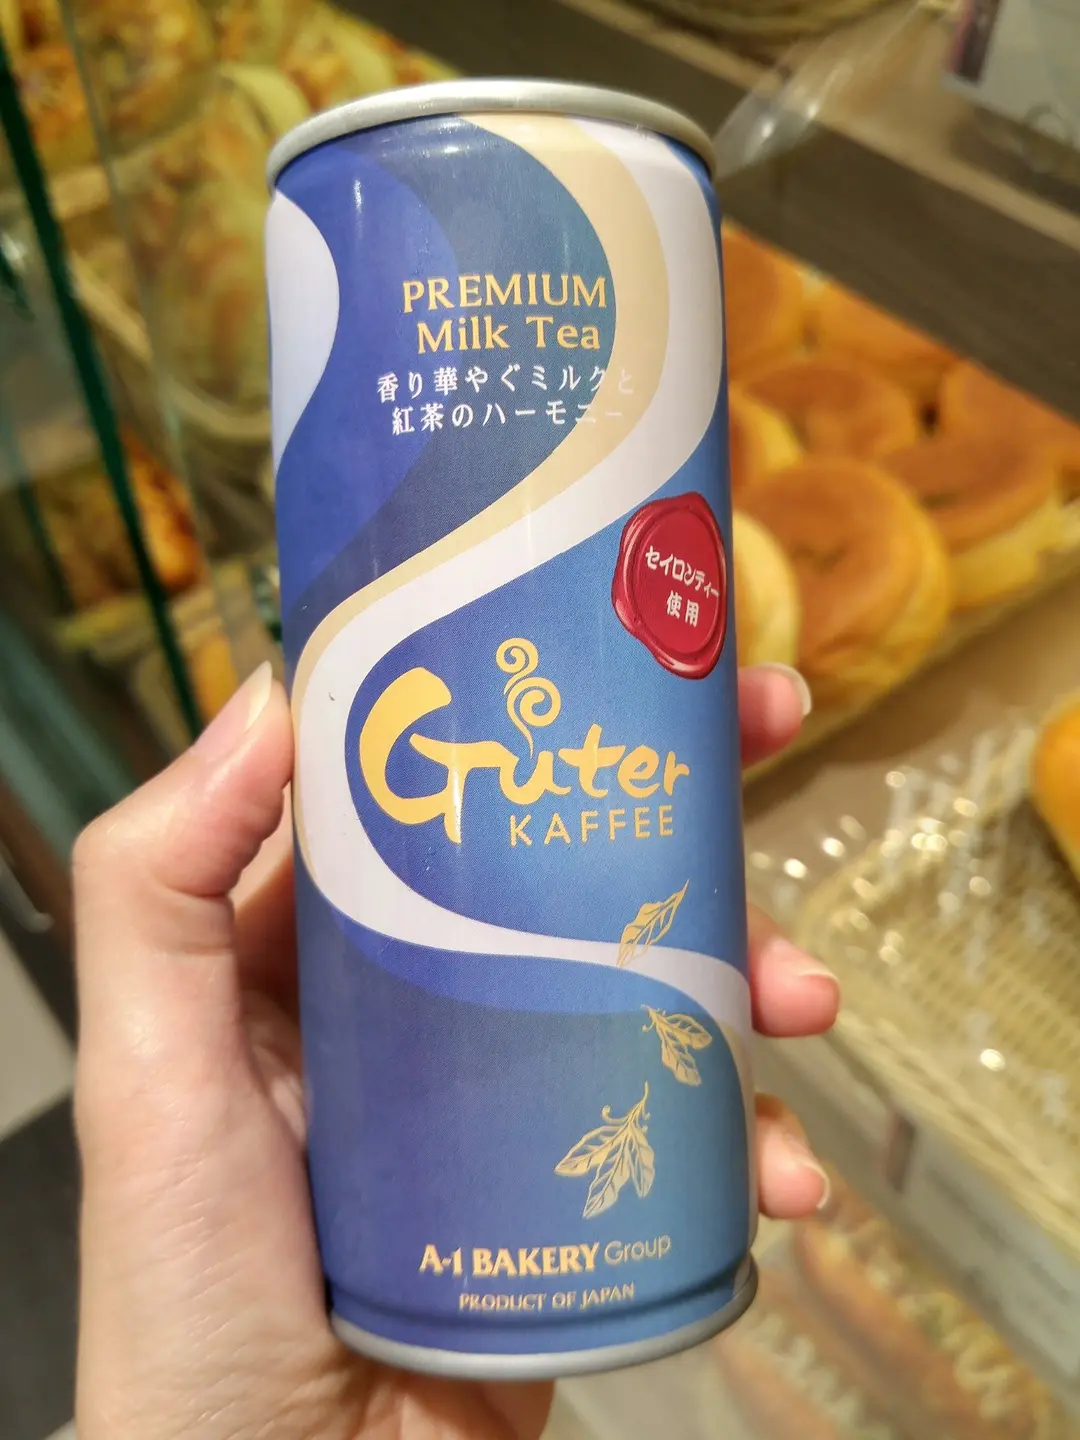 PREMIUM
Milk Tea
香り華やぐミルクと
紅茶のハーモニー
セイロンティー
使用
Guter
KAFFEE
A-1 BAKERY Group
PRODUCT OF JAPAN